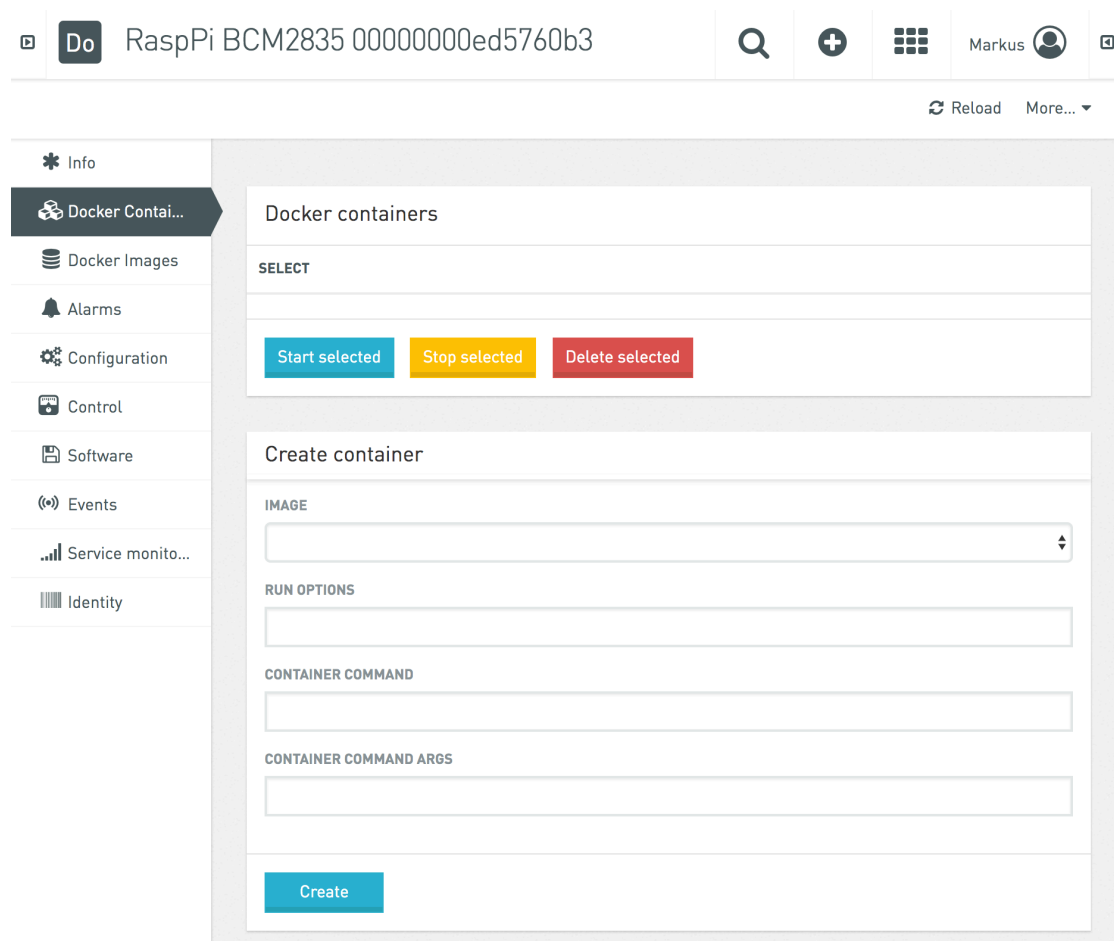 Do RaspPi BCM2835 00000000ed5760b3 Markus
Reload More...
Info
Docker Contai...
Docker Images
Alarms
Configuration
Control
Software
Events
Service monito...
Identity
Docker containers
SELECT
Start selected Stop selected Delete selected
Create container
IMAGE
RUN OPTIONS
CONTAINER COMMAND
CONTAINER COMMAND ARGS
Create